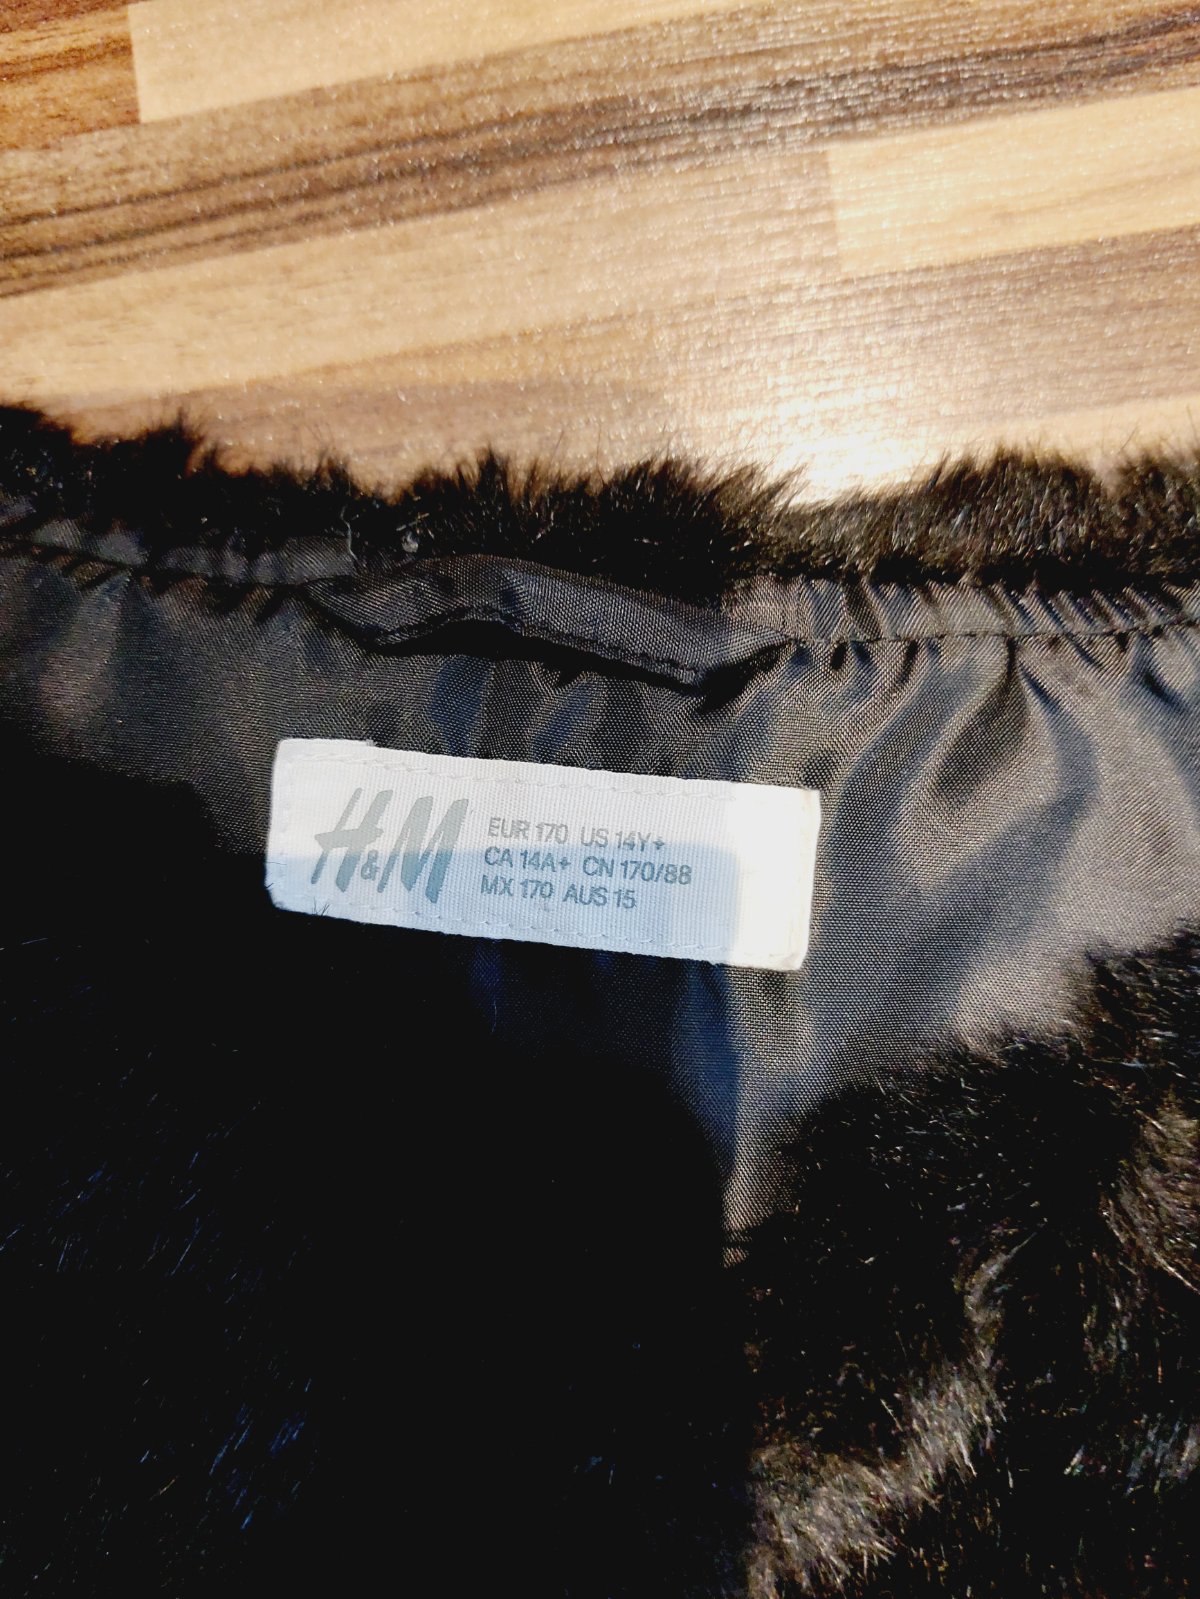 H&M
EUR 170 US 14Y+
CA 14A+ CN 170/88
MX 170 AUS 15